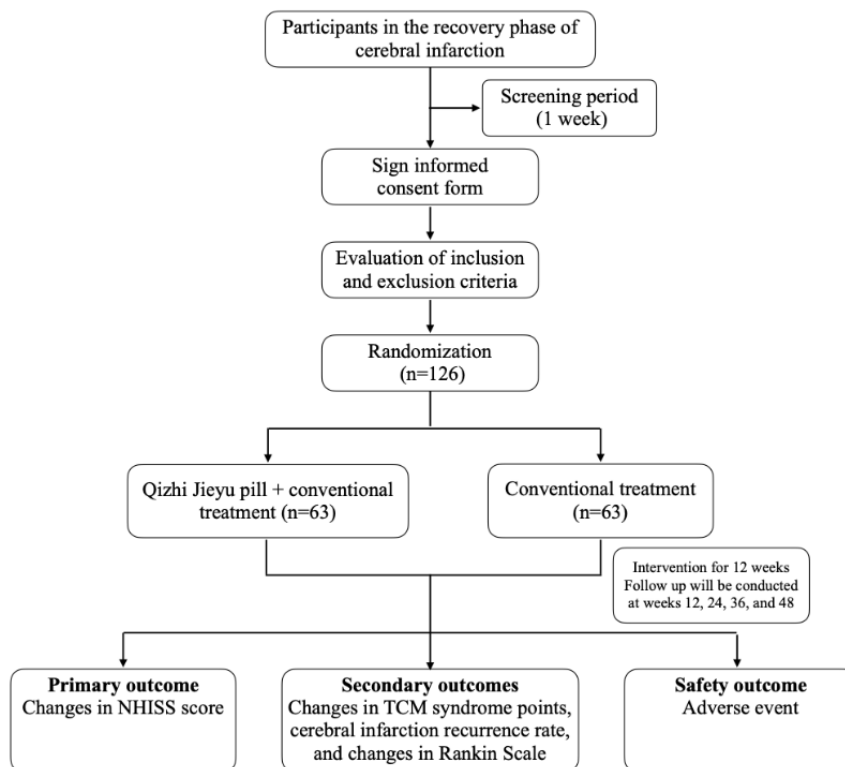 Participants in the recovery phase of
cerebral infarction
Screening period
(1 week)
Sign informed
consent form
Evaluation of inclusion
and exclusion criteria
Randomization
(n=126)
Qizhi Jieyu pill + conventional
treatment (n=63)
Conventional treatment
(n=63)
Intervention for 12 weeks
Follow up will be conducted
at weeks 12, 24, 36, and 48
Primary outcome
Changes in NHISS score
Secondary outcomes
Changes in TCM syndrome points,
cerebral infarction recurrence rate,
and changes in Rankin Scale
Safety outcome
Adverse event